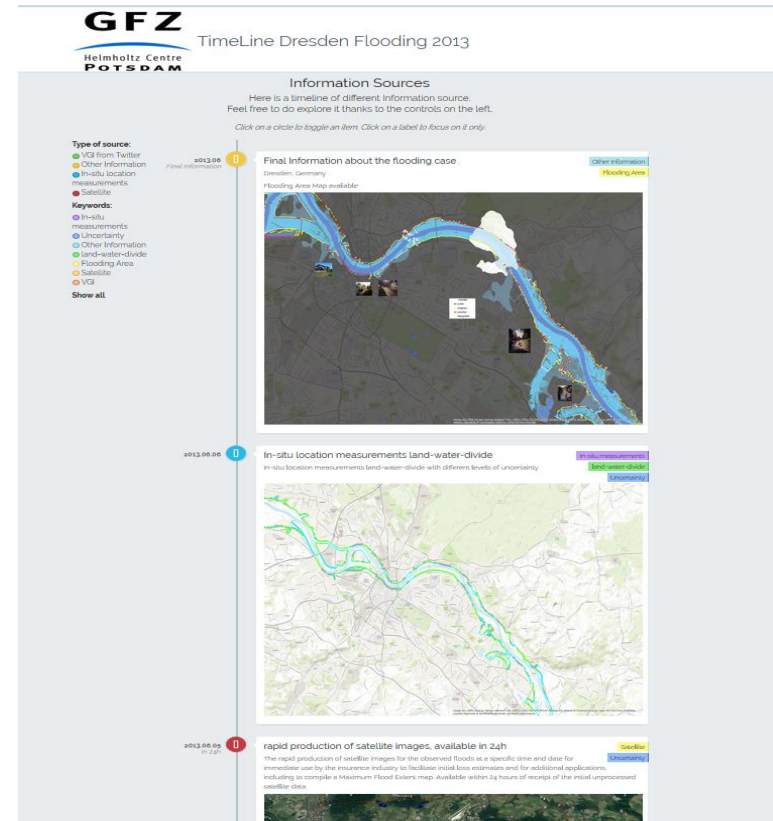 GFZ
Helmholtz Centre
POTSDAM
TimeLine Dresden Flooding 2013
Information Sources
Here is a timeline of different information source.
Feel free to do explore it thanks to the controls on the left.
Click on a circle to toggle an item. Click on a label to focus on it only.
Type of source:
VGI from Twitter
Other Information
In-situ location
measurements
Satellite
Keywords:
In-situ
measurements
Uncertainty
Other Information
land-water-divide
Flooding Area
Satellite
VGI
Show all
2013.06
Final Information
Final Information about the flooding case
Dresden, Germany
Flooding Area Map available
Other Information
Flooding Area
2013.06.06
In-situ location measurements land-water-divide
In-situ location measurements land-water-divide with different levels of uncertainty
In-situ measurements
land-water-divide
Uncertainty
2013.06.05
In 24h
rapid production of satellite images, available in 24h
The rapid production of satellite images for the observed floods at a specific time and date for
immediate use by the insurance industry to facilitate initial loss estimates and for additional applications,
including to compile a Maximum Flood Extent map. Available within 24 hours of receipt of the initial unprocessed
satellite data.
Satellite
Uncertainty